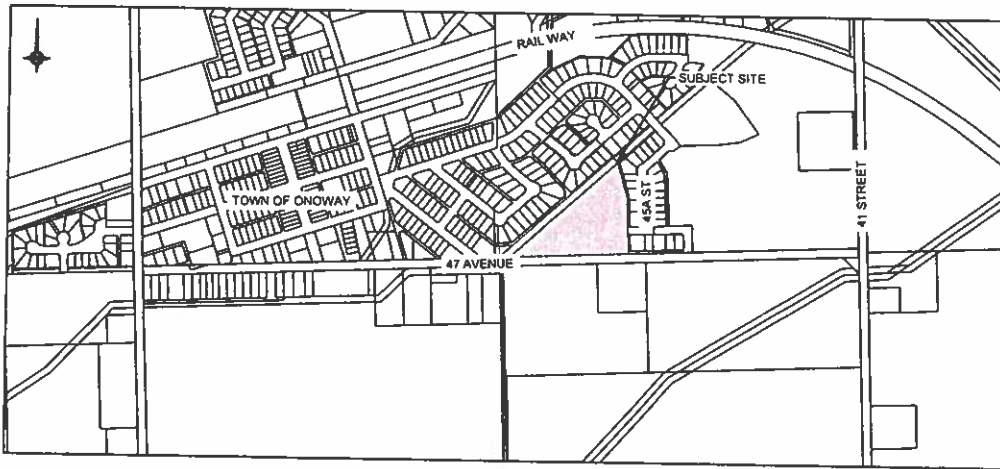 RAIL WAY
SUBJECT SITE
TOWN OF ONOWAY
45A ST
41 STREET
47 AVENUE